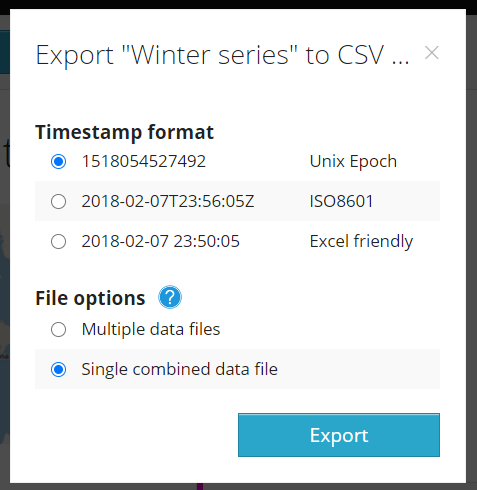 Export "Winter series" to CSV ...
Timestamp format
1518054527492 Unix Epoch
2018-02-07T23:56:05Z ISO8601
2018-02-07 23:50:05 Excel friendly
File options ?
Multiple data files
Single combined data file
Export